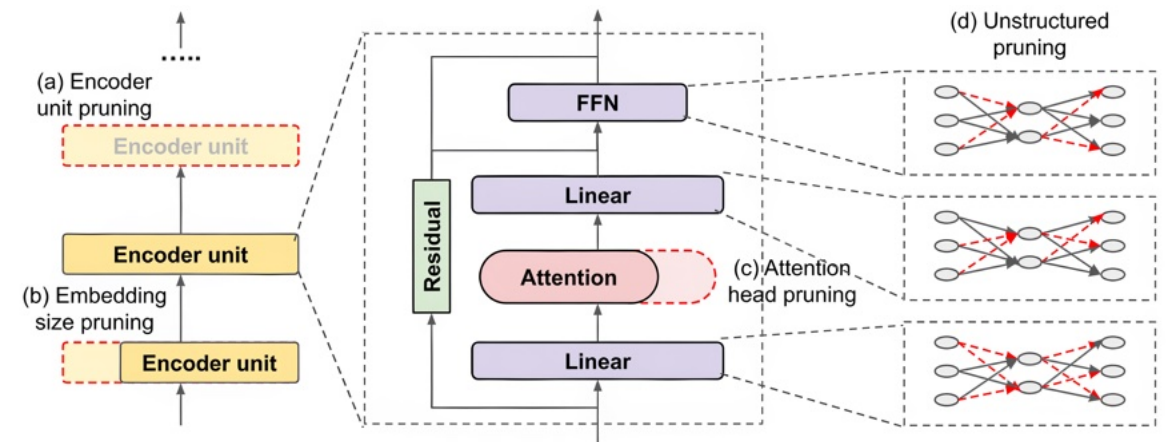 .....
(a) Encoder
unit pruning
Encoder unit
Encoder unit
(b) Embedding
size pruning
Encoder unit
FFN
Linear
Residual
Attention
(c) Attention
head pruning
Linear
(d) Unstructured
pruning